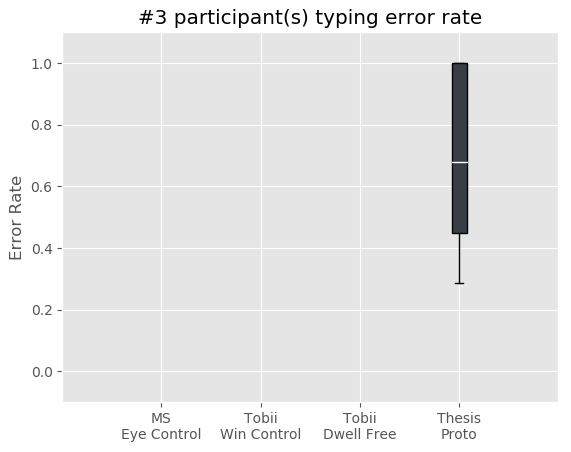 #3 participant(s) typing error rate
Error Rate
1.0
0.8
0.6
0.4
0.2
0.0
MS
Eye Control
Tobii
Win Control
Tobii
Dwell Free
Thesis
Proto